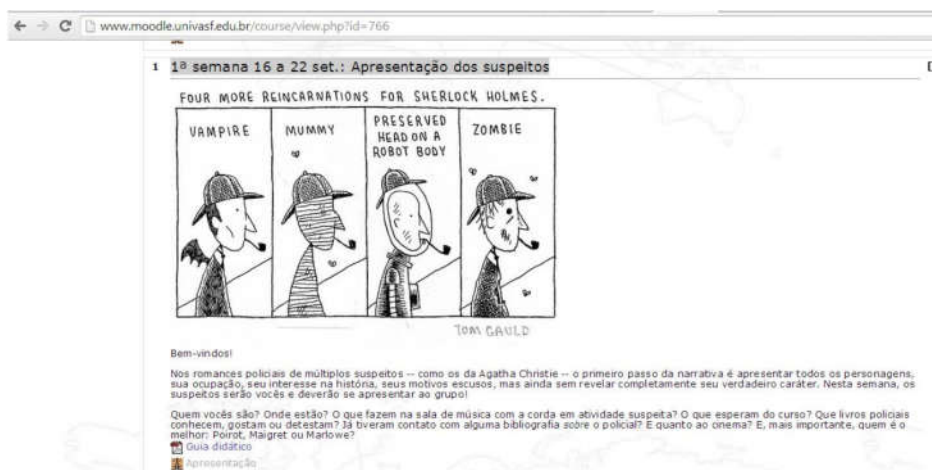 www.moodle.univasf.edu.br/course/view.php?id=766
1 1ª semana 16 a 22 set.: Apresentação dos suspeitos
FOUR MORE REINCARNATIONS FOR SHERLOCK HOLMES.
VAMPIRE
MUMMY
PRESERVED
HEAD ON A
ROBOT BODY
ZOMBIE
TOM GAULD
Bem-vindos!
Nos romances policiais de múltiplos suspeitos -- como os da Agatha Christie -- o primeiro passo da narrativa é apresentar todos os personagens,
sua ocupação, seu interesse na história, seus motivos escusos, mas ainda sem revelar completamente seu verdadeiro caráter. Nesta semana, os
suspeitos serão vocês e deverão se apresentar ao grupo!
Quem vocês são? Onde estão? O que fazem na sala de música com a corda em atividade suspeita? O que esperam do curso? Que livros policiais
conhecem, gostam ou detestam? Já tiveram contato com alguma bibliografia sobre o policial? E quanto ao cinema? E, mais importante, quem é o
melhor: Poirot, Maigret ou Marlowe?
Guia didático
Apresentação